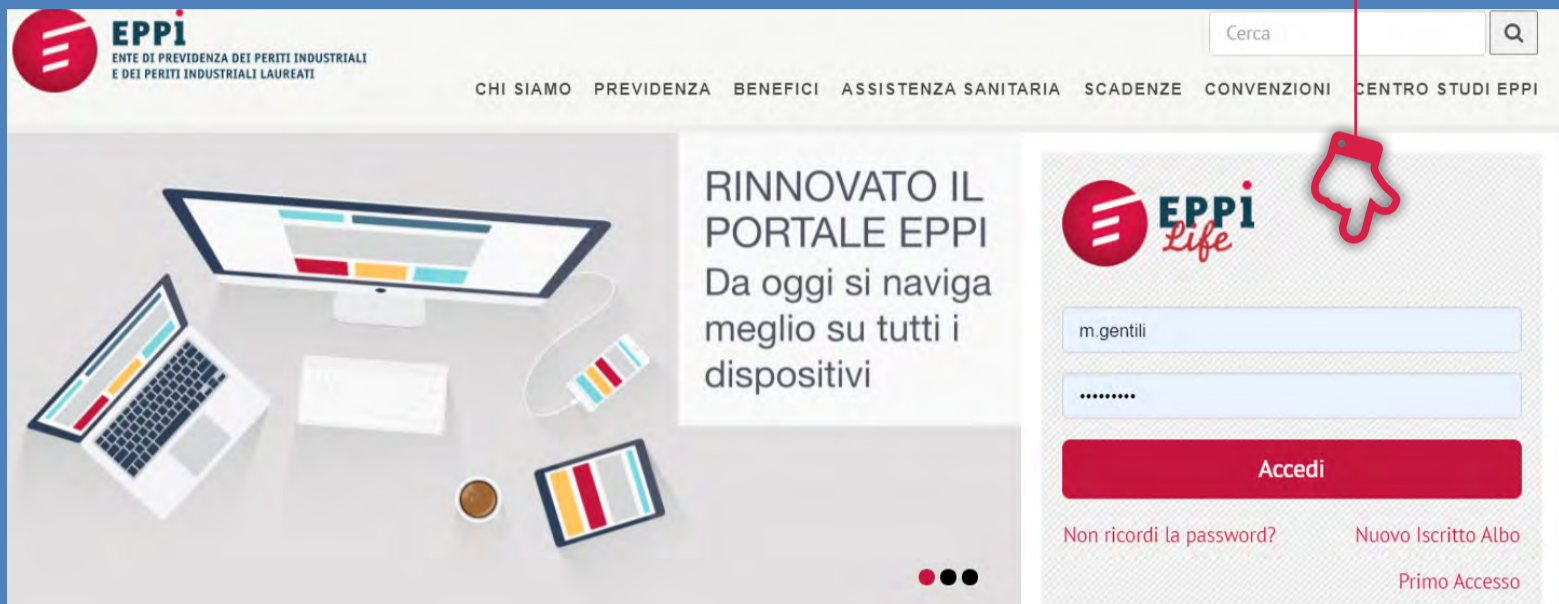 EPPI
ENTE DI PREVIDENZA DEI PERITI INDUSTRIALI
E DEI PERITI INDUSTRIALI LAUREATI
Cerca
CHI SIAMO PREVIDENZA BENEFICI ASSISTENZA SANITARIA SCADENZE CONVENZIONI CENTRO STUDI EPPI
RINNOVATO IL
PORTALE EPPI
Da oggi si naviga
meglio su tutti i
dispositivi
EPPI
Life
m.gentili
•••••••••
Accedi
Non ricordi la password? Nuovo Iscritto Albo
Primo Accesso